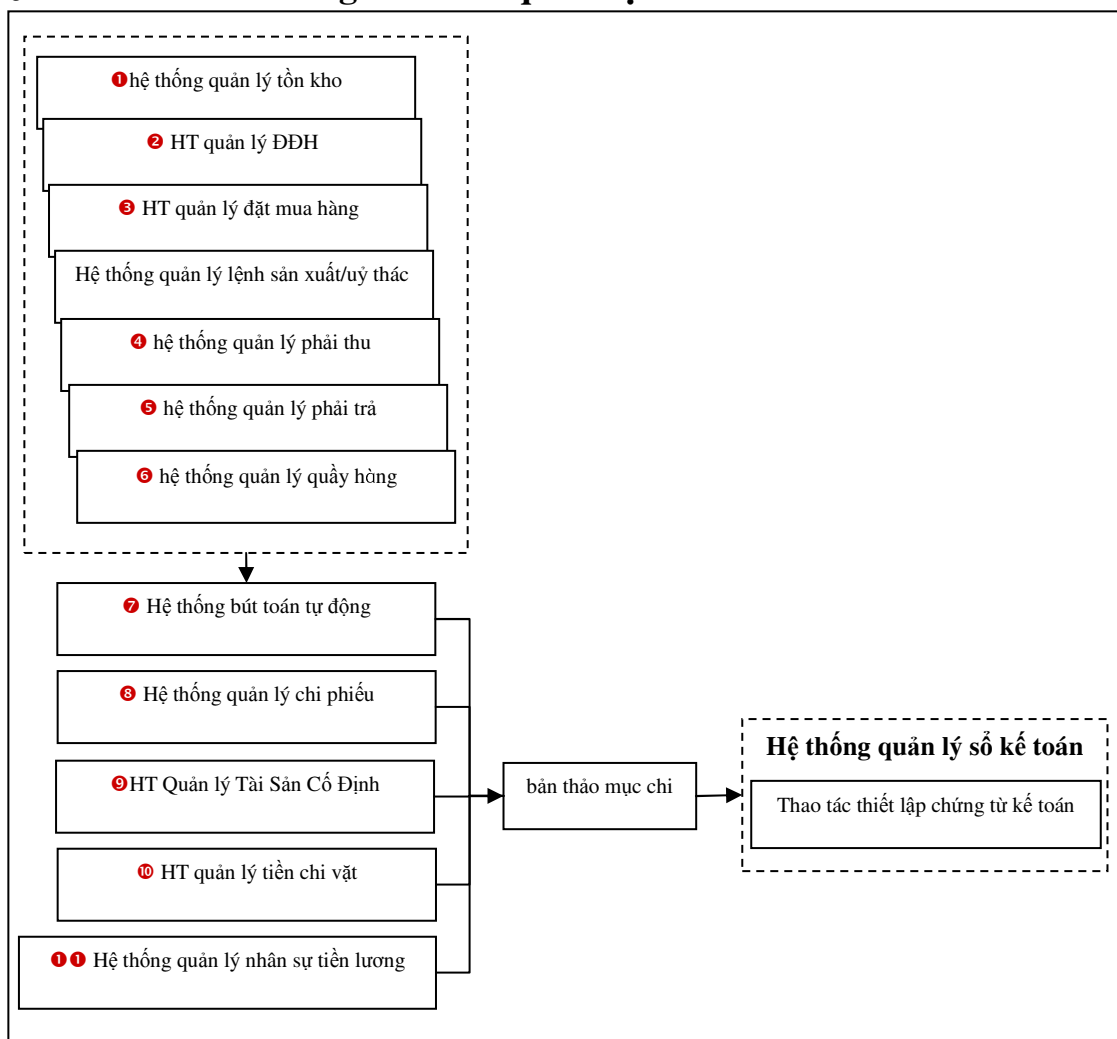 ❶hệ thống quản lý tồn kho
❷ HT quản lý ĐĐH
❸ HT quản lý đặt mua hàng
Hệ thống quản lý lệnh sản xuất/uỷ thác
❹ hệ thống quản lý phải thu
❺ hệ thống quản lý phải trả
❻ hệ thống quản lý quầy hàng
❼ Hệ thống bút toán tự động
❽ Hệ thống quản lý chi phiếu
❾HT Quản lý Tài Sản Cố Định
❿ HT quản lý tiền chi vặt
❶❶ Hệ thống quản lý nhân sự tiền lương
bản thảo mục chi
Hệ thống quản lý sổ kế toán
Thao tác thiết lập chứng từ kế toán